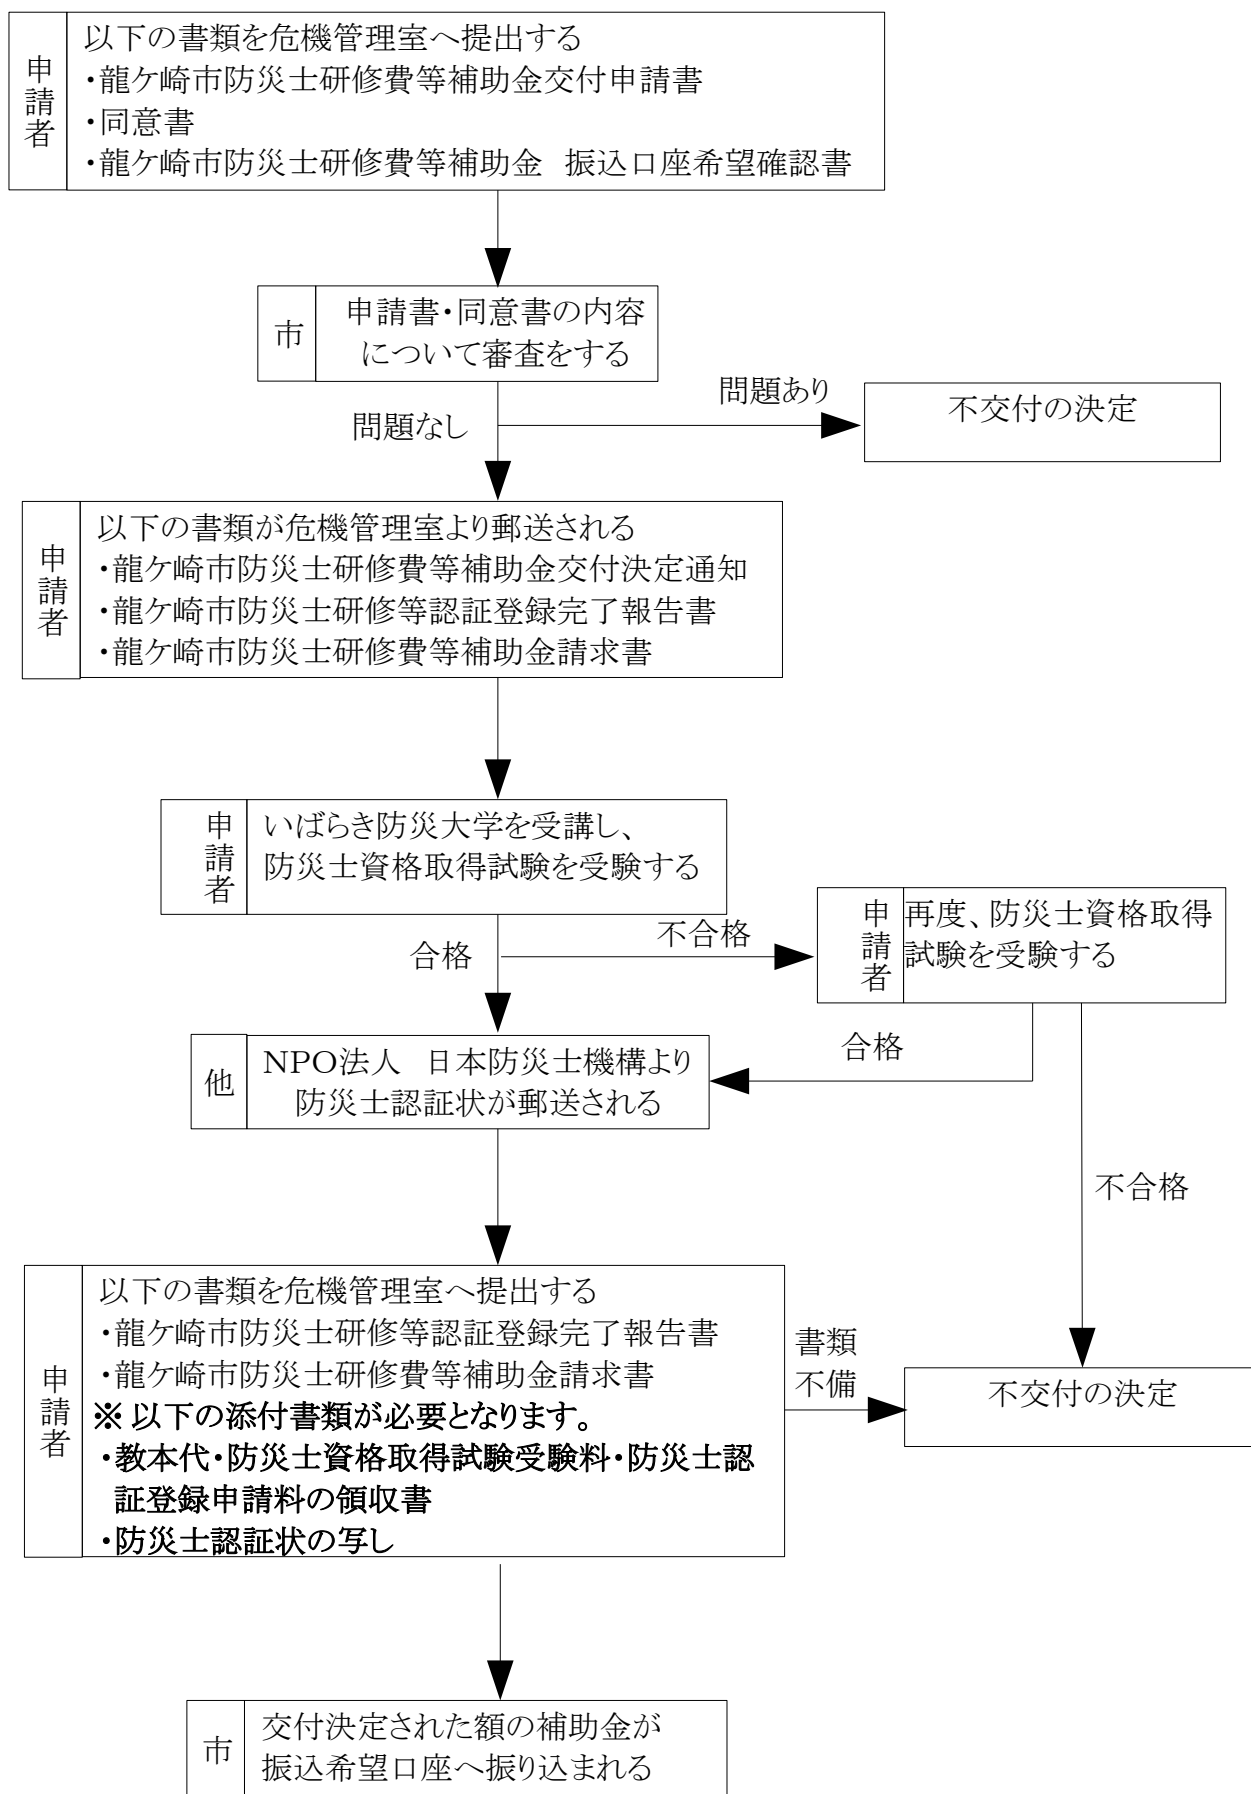 申請者
以下の書類を危機管理室へ提出する
・龍ケ崎市防災士研修費等補助金交付申請書
・同意書
・龍ケ崎市防災士研修費等補助金　振込口座希望確認書
市
申請書・同意書の内容
について審査をする
問題なし
問題あり
不交付の決定
申請者
以下の書類が危機管理室より郵送される
・龍ケ崎市防災士研修費等補助金交付決定通知
・龍ケ崎市防災士研修等認証登録完了報告書
・龍ケ崎市防災士研修費等補助金請求書
申請者
いばらき防災大学を受講し、
防災士資格取得試験を受験する
合格
不合格
申請者
再度、防災士資格取得
試験を受験する
合格
不合格
他
NPO法人　日本防災士機構より
防災士認証状が郵送される
申請者
以下の書類を危機管理室へ提出する
・龍ケ崎市防災士研修等認証登録完了報告書
・龍ケ崎市防災士研修費等補助金請求書
※ 以下の添付書類が必要となります。
・教本代・防災士資格取得試験受験料・防災士認
証登録申請料の領収書
・防災士認証状の写し
書類
不備
不交付の決定
市
交付決定された額の補助金が
振込希望口座へ振り込まれる